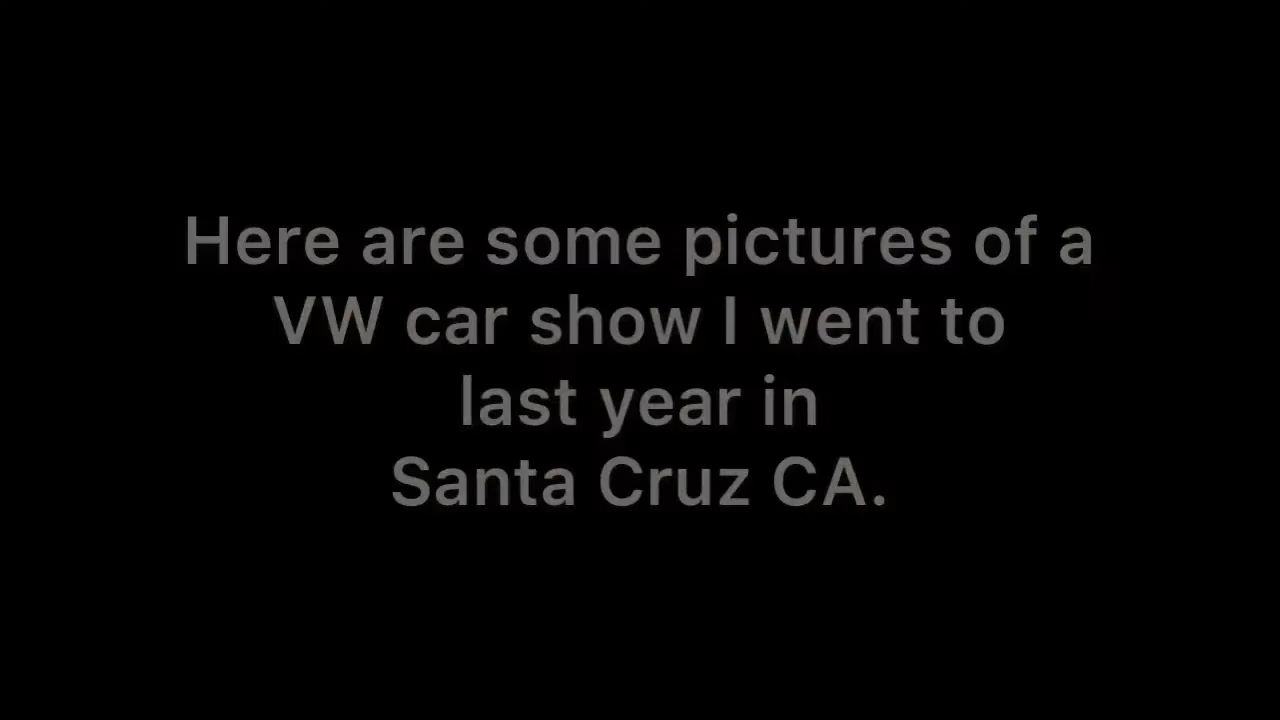 Here are some pictures of a
VW car show I went to
last year in
Santa Cruz CA.